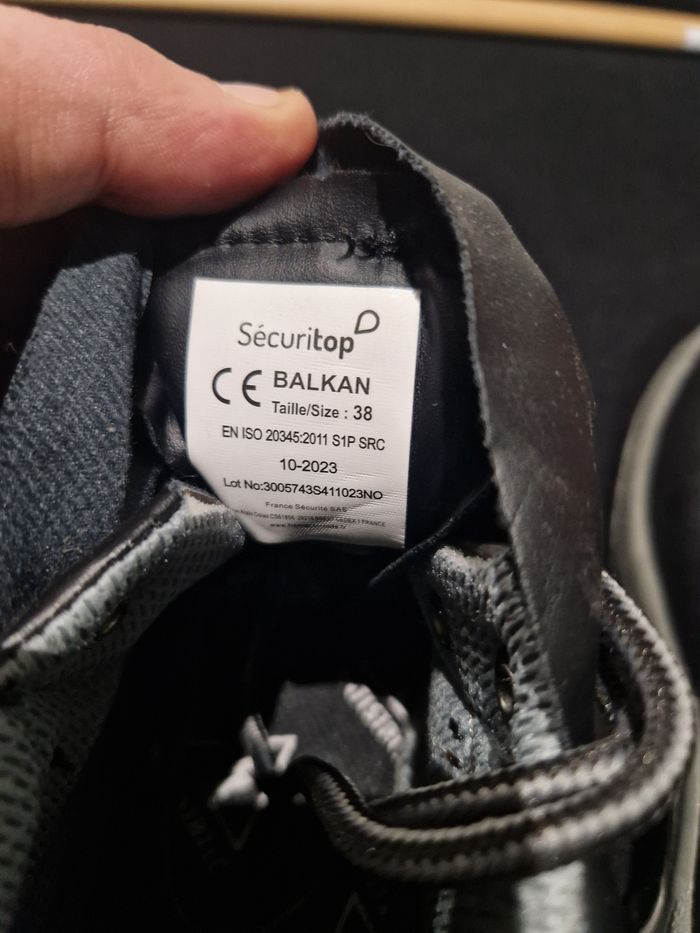 Sécuritop
CE BALKAN
Taille/Size : 38
EN ISO 20345:2011 S1P SRC
10-2023
Lot No:3005743S411023NO
France Sécurité SAS
FRANCE